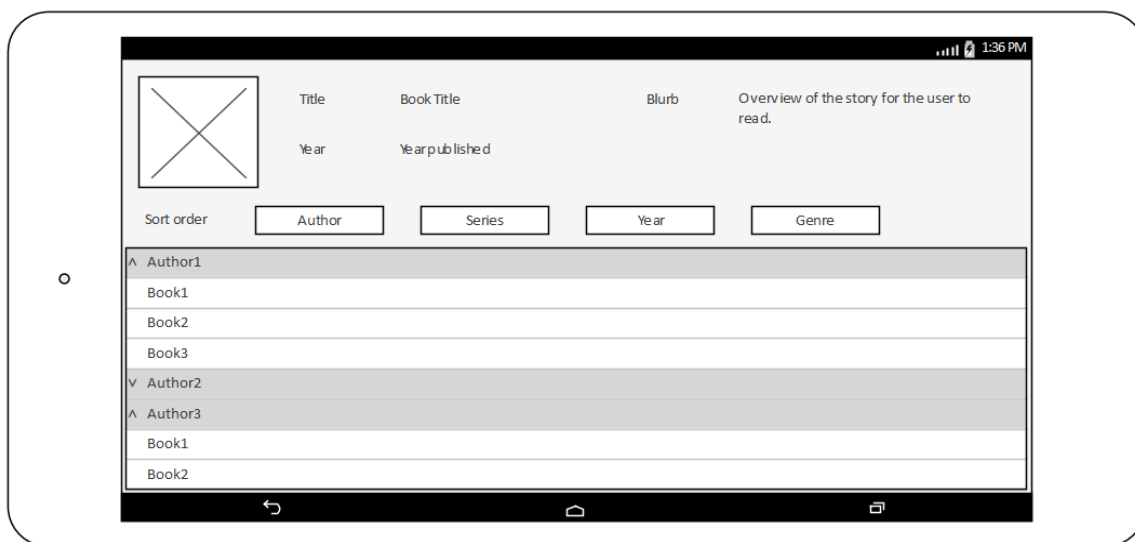 1:36 PM
Title Book Title Blurb Overview of the story for the user to
read.
Year Year published
Sort order Author Series Year Genre
Author1
Book1
Book2
Book3
Author2
Author3
Book1
Book2